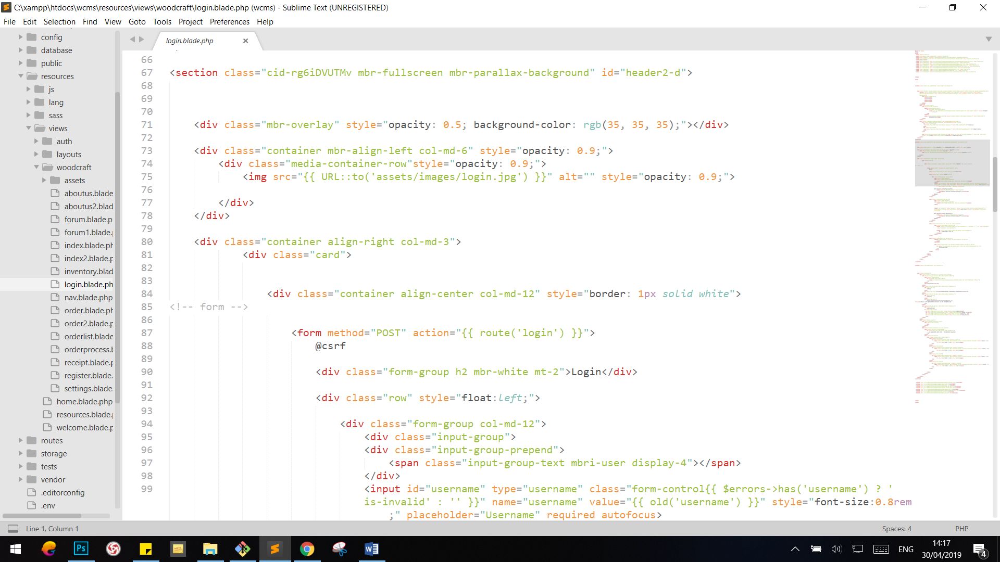 C:\xampp\htdocs\wcms\resources\views\woodcraft\login.blade.php (wcms) - Sublime Text (UNREGISTERED)
File Edit Selection Find View Goto Tools Project Preferences Help
config
database
public
resources
js
lang
sass
views
auth
layouts
woodcraft
assets
aboutus.blade
aboutus2.blad
forum.blade.p
forum1.blade.
index.blade.ph
index2.blade.p
inventory.blad
login.blade.ph
nav.blade.php
order.blade.ph
order2.blade.p
orderlist.blade
orderprocess.b
receipt.blade.p
register.blade.
settings.blade.
home.blade.php
resources.blade.
welcome.blade.p
routes
storage
tests
vendor
.editorconfig
.env
login.blade.php
66
67 <section class="cid-rg6iDVUTMv mbr-fullscreen mbr-parallax-background" id="header2-d">
68
69
70
71 <div class="mbr-overlay" style="opacity: 0.5; background-color: rgb(35, 35, 35);"></div>
72
73 <div class="container mbr-align-left col-md-6" style="opacity: 0.9;">
74 <div class="media-container-row"style="opacity: 0.9;">
75 <img src="{{ URL::to('assets/images/login.jpg') }}" alt="" style="opacity: 0.9;">
76
77 </div>
78 </div>
79
80 <div class="container align-right col-md-3">
81 <div class="card">
82
83
84 <div class="container align-center col-md-12" style="border: 1px solid white">
85 <!-- form -->
86
87 <form method="POST" action="{{ route('login') }}">
88 @csrf
89
90 <div class="form-group h2 mbr-white mt-2">Login</div>
91
92 <div class="row" style="float:left;">
93
94 <div class="form-group col-md-12">
95 <div class="input-group">
96 <div class="input-group-prepend">
97 <span class="input-group-text mbri-user display-4"></span>
98 </div>
99 <input id="username" type="username" class="form-control{{ $errors->has('username') ? '
is-invalid' : '' }}" name="username" value="{{ old('username') }}" style="font-size:0.8rem
;" placeholder="Username" required autofocus>
Line 1, Column 1
Spaces: 4
PHP
Ps
ENG
14:17
30/04/2019
4